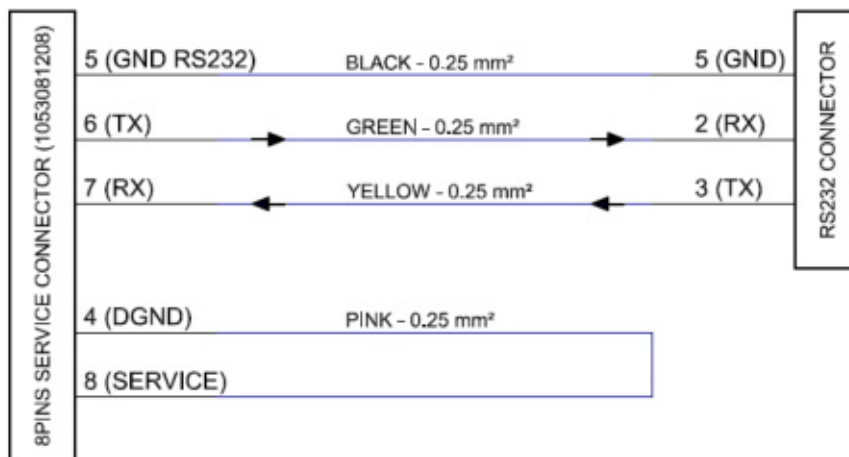 8PINS SERVICE CONNECTOR (1053081208)
5 (GND RS232)
BLACK - 0.25 mm²
5 (GND)
6 (TX)
GREEN - 0.25 mm²
2 (RX)
7 (RX)
YELLOW - 0.25 mm²
3 (TX)
RS232 CONNECTOR
4 (DGND)
PINK - 0.25 mm²
8 (SERVICE)